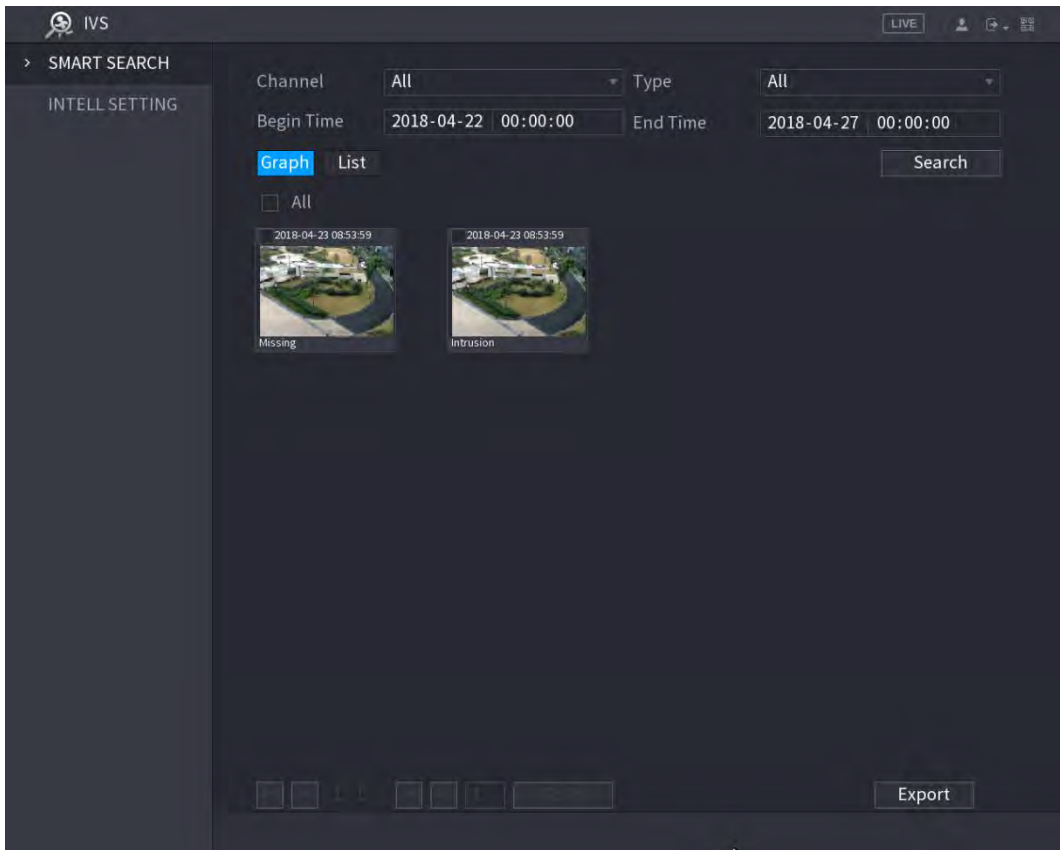 IVS LIVE
SMART SEARCH
INTELL SETTING
Channel All Type All
Begin Time 2018-04-22 00:00:00 End Time 2018-04-27 00:00:00
Graph List Search
All
2018-04-23 08:53:59 2018-04-23 08:53:59
Missing Intrusion
Export